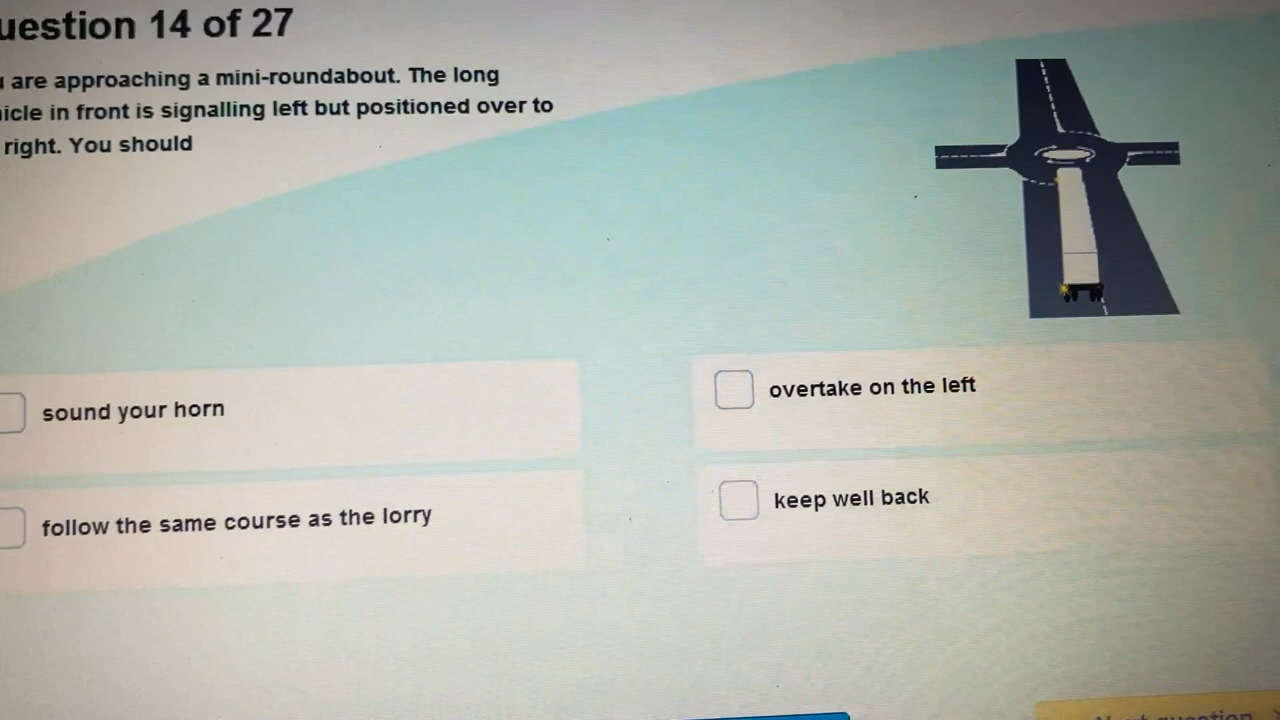 uestion 14 of 27
are approaching a mini-roundabout. The long
icle in front is signalling left but positioned over to
right. You should
sound your horn
overtake on the left
follow the same course as the lorry
keep well back
question